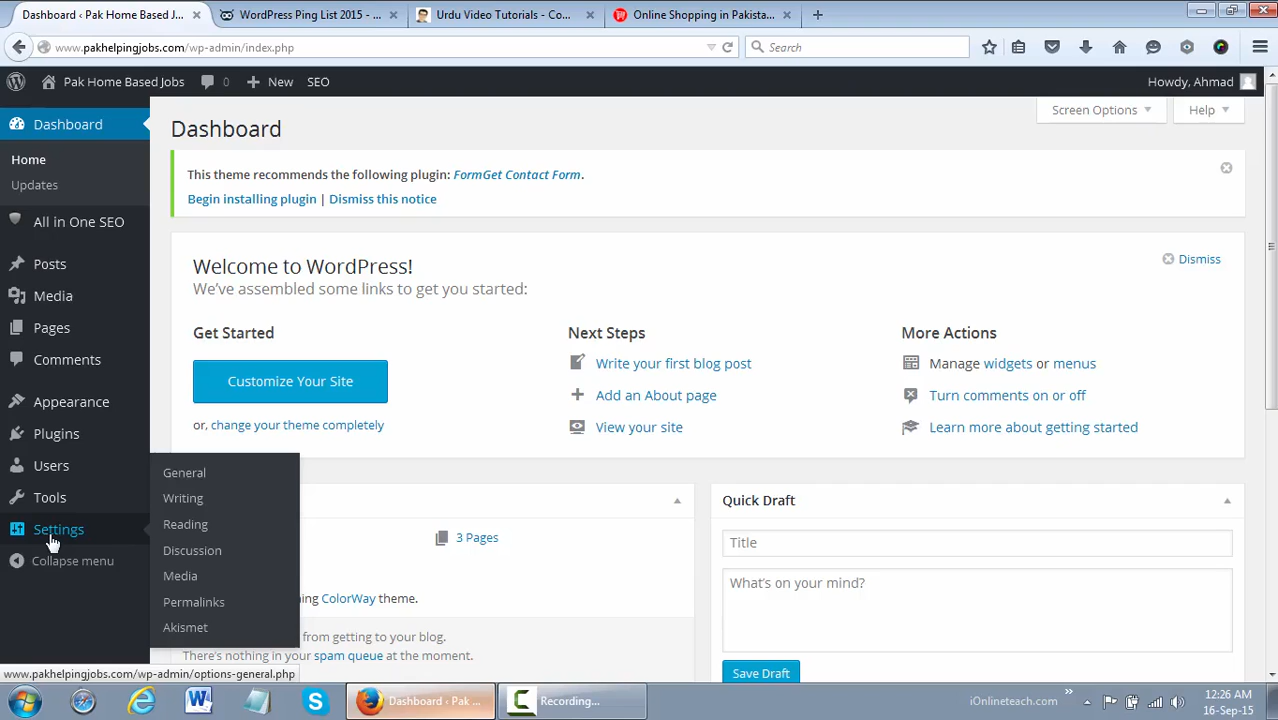 Dashboard ‹ Pak Home Based J...
WordPress Ping List 2015 - ...
Urdu Video Tutorials - Co...
Online Shopping in Pakista...
www.pakhelpingjobs.com/wp-admin/index.php
Search
Pak Home Based Jobs
0
New
SEO
Howdy, Ahmad
Dashboard
Home
Updates
All in One SEO
Posts
Media
Pages
Comments
Appearance
Plugins
Users
Tools
Settings
Collapse menu
General
Writing
Reading
Discussion
Media
Permalinks
Akismet
Screen Options
Help
Dashboard
This theme recommends the following plugin: FormGet Contact Form.
Begin installing plugin | Dismiss this notice
Welcome to WordPress!
We've assembled some links to get you started:
Dismiss
Get Started
Customize Your Site
or, change your theme completely
Next Steps
Write your first blog post
Add an About page
View your site
More Actions
Manage widgets or menus
Turn comments on or off
Learn more about getting started
3 Pages
ColorWay theme.
from getting to your blog.
There's nothing in your spam queue at the moment.
Quick Draft
Title
What's on your mind?
Save Draft
www.pakhelpingjobs.com/wp-admin/options-general.php
Dashboard ‹ Pak ...
Recording...
iOnlineteach.com
12:26 AM
16-Sep-15